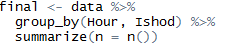 final <- data %>%
  group_by(Hour, Ishod) %>%
  summarize(n = n())